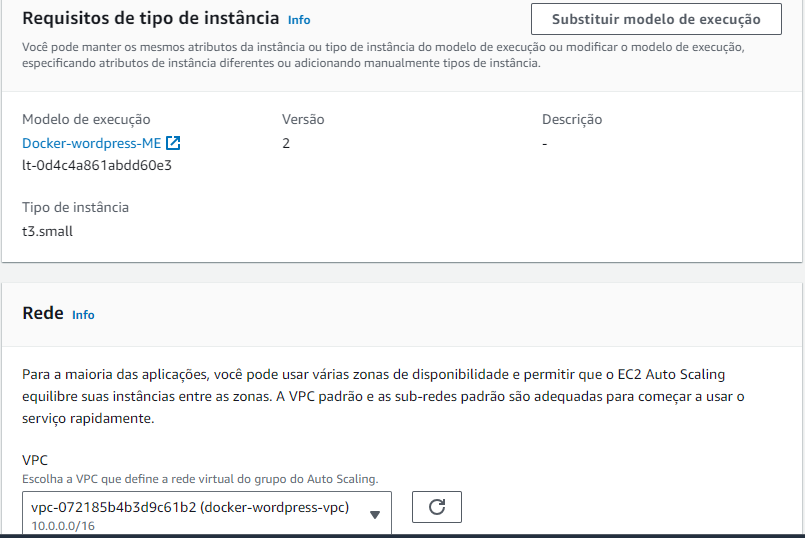 Requisitos de tipo de instância Info
Substituir modelo de execução
Você pode manter os mesmos atributos da instância ou tipo de instância do modelo de execução ou modificar o modelo de execução,
especificando atributos de instância diferentes ou adicionando manualmente tipos de instância.
Modelo de execução
Versão
Descrição
Docker-wordpress-ME
2
-
lt-0d4c4a861abdd60e3
Tipo de instância
t3.small
Rede Info
Para a maioria das aplicações, você pode usar várias zonas de disponibilidade e permitir que o EC2 Auto Scaling
equilibre suas instâncias entre as zonas. A VPC padrão e as sub-redes padrão são adequadas para começar a usar o
serviço rapidamente.
VPC
Escolha a VPC que define a rede virtual do grupo do Auto Scaling.
vpc-072185b4b3d9c61b2 (docker-wordpress-vpc)
10.0.0.0/16